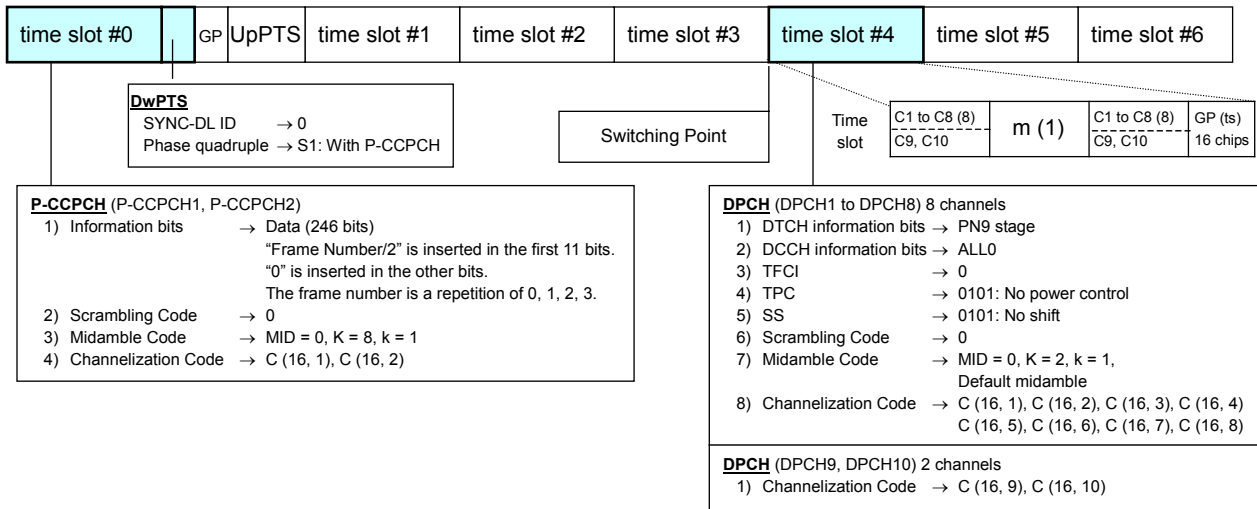 time slot #0
GP
UpPTS
time slot #1
time slot #2
time slot #3
time slot #4
time slot #5
time slot #6
DwPTS
SYNC-DL ID → 0
Phase quadruple → S1: With P-CCPCH
Switching Point
Time
slot
C1 to C8 (8)
C9, C10
m (1)
C1 to C8 (8)
C9, C10
GP (ts)
16 chips
P-CCPCH (P-CCPCH1, P-CCPCH2)
1) Information bits → Data (246 bits)
“Frame Number/2” is inserted in the first 11 bits.
“0” is inserted in the other bits.
The frame number is a repetition of 0, 1, 2, 3.
2) Scrambling Code → 0
3) Midamble Code → MID = 0, K = 8, k = 1
4) Channelization Code → C (16, 1), C (16, 2)
DPCH (DPCH1 to DPCH8) 8 channels
1) DTCH information bits → PN9 stage
2) DCCH information bits → ALL0
3) TFCI → 0
4) TPC → 0101: No power control
5) SS → 0101: No shift
6) Scrambling Code → 0
7) Midamble Code → MID = 0, K = 2, k = 1,
Default midamble
8) Channelization Code → C (16, 1), C (16, 2), C (16, 3), C (16, 4)
C (16, 5), C (16, 6), C (16, 7), C (16, 8)
DPCH (DPCH9, DPCH10) 2 channels
1) Channelization Code → C (16, 9), C (16, 10)